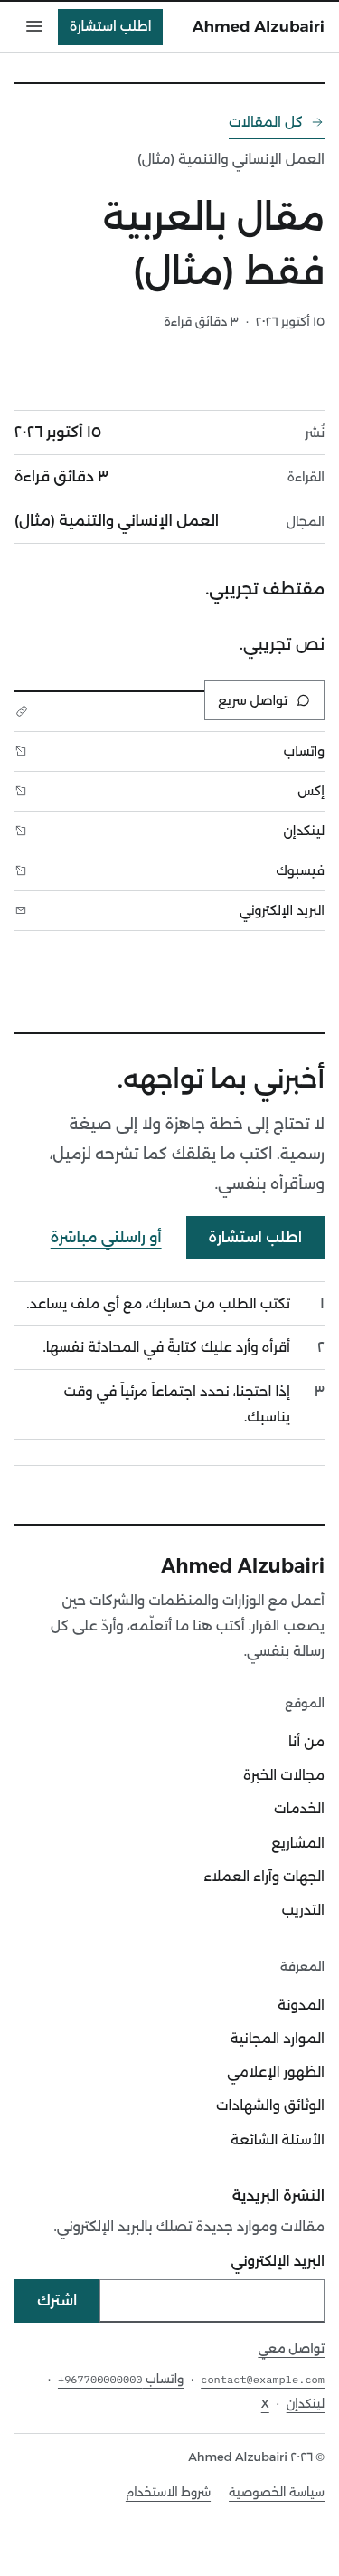 Ahmed Alzubairi
اطلب استشارة
كل المقالات
العمل الإنساني والتنمية (مثال)
مقال بالعربية
فقط (مثال)
١٥ أكتوبر ٢٠٢٦ · ٣ دقائق قراءة
نُشر ١٥ أكتوبر ٢٠٢٦
القراءة ٣ دقائق قراءة
المجال العمل الإنساني والتنمية (مثال)
مقتطف تجريبي.
نص تجريبي.
تواصل سريع
واتساب
إكس
لينكدإن
فيسبوك
البريد الإلكتروني
أخبرني بما تواجهه.
لا تحتاج إلى خطة جاهزة ولا إلى صيغة
رسمية. اكتب ما يقلقك كما تشرحه لزميل،
وسأقرأه بنفسي.
اطلب استشارة
أو راسلني مباشرة
١ تكتب الطلب من حسابك، مع أي ملف يساعد.
٢ أقرأه وأرد عليك كتابةً في المحادثة نفسها.
٣ إذا احتجنا، نحدد اجتماعاً مرئياً في وقت
يناسبك.
Ahmed Alzubairi
أعمل مع الوزارات والمنظمات والشركات حين
يصعب القرار. أكتب هنا ما أتعلّمه، وأردّ على كل
رسالة بنفسي.
الموقع
من أنا
مجالات الخبرة
الخدمات
المشاريع
الجهات وآراء العملاء
التدريب
المعرفة
المدونة
الموارد المجانية
الظهور الإعلامي
الوثائق والشهادات
الأسئلة الشائعة
النشرة البريدية
مقالات وموارد جديدة تصلك بالبريد الإلكتروني.
البريد الإلكتروني
اشترك
تواصل معي
contact@example.com · واتساب +967700000000 ·
لينكدإن · X
© ٢٠٢٦ Ahmed Alzubairi
سياسة الخصوصية
شروط الاستخدام